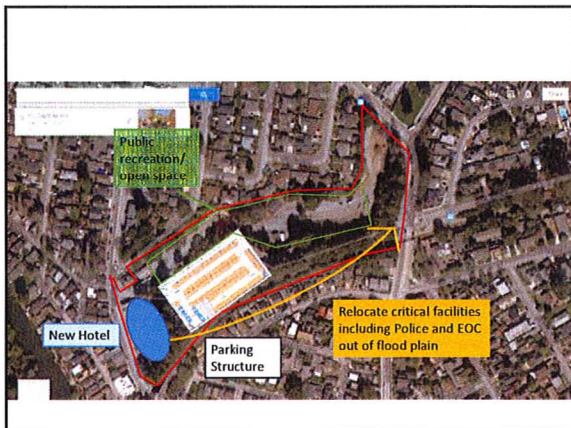 Public
recreation/
open space
New Hotel
Parking
Structure
Relocate critical facilities
including Police and EOC
out of flood plain